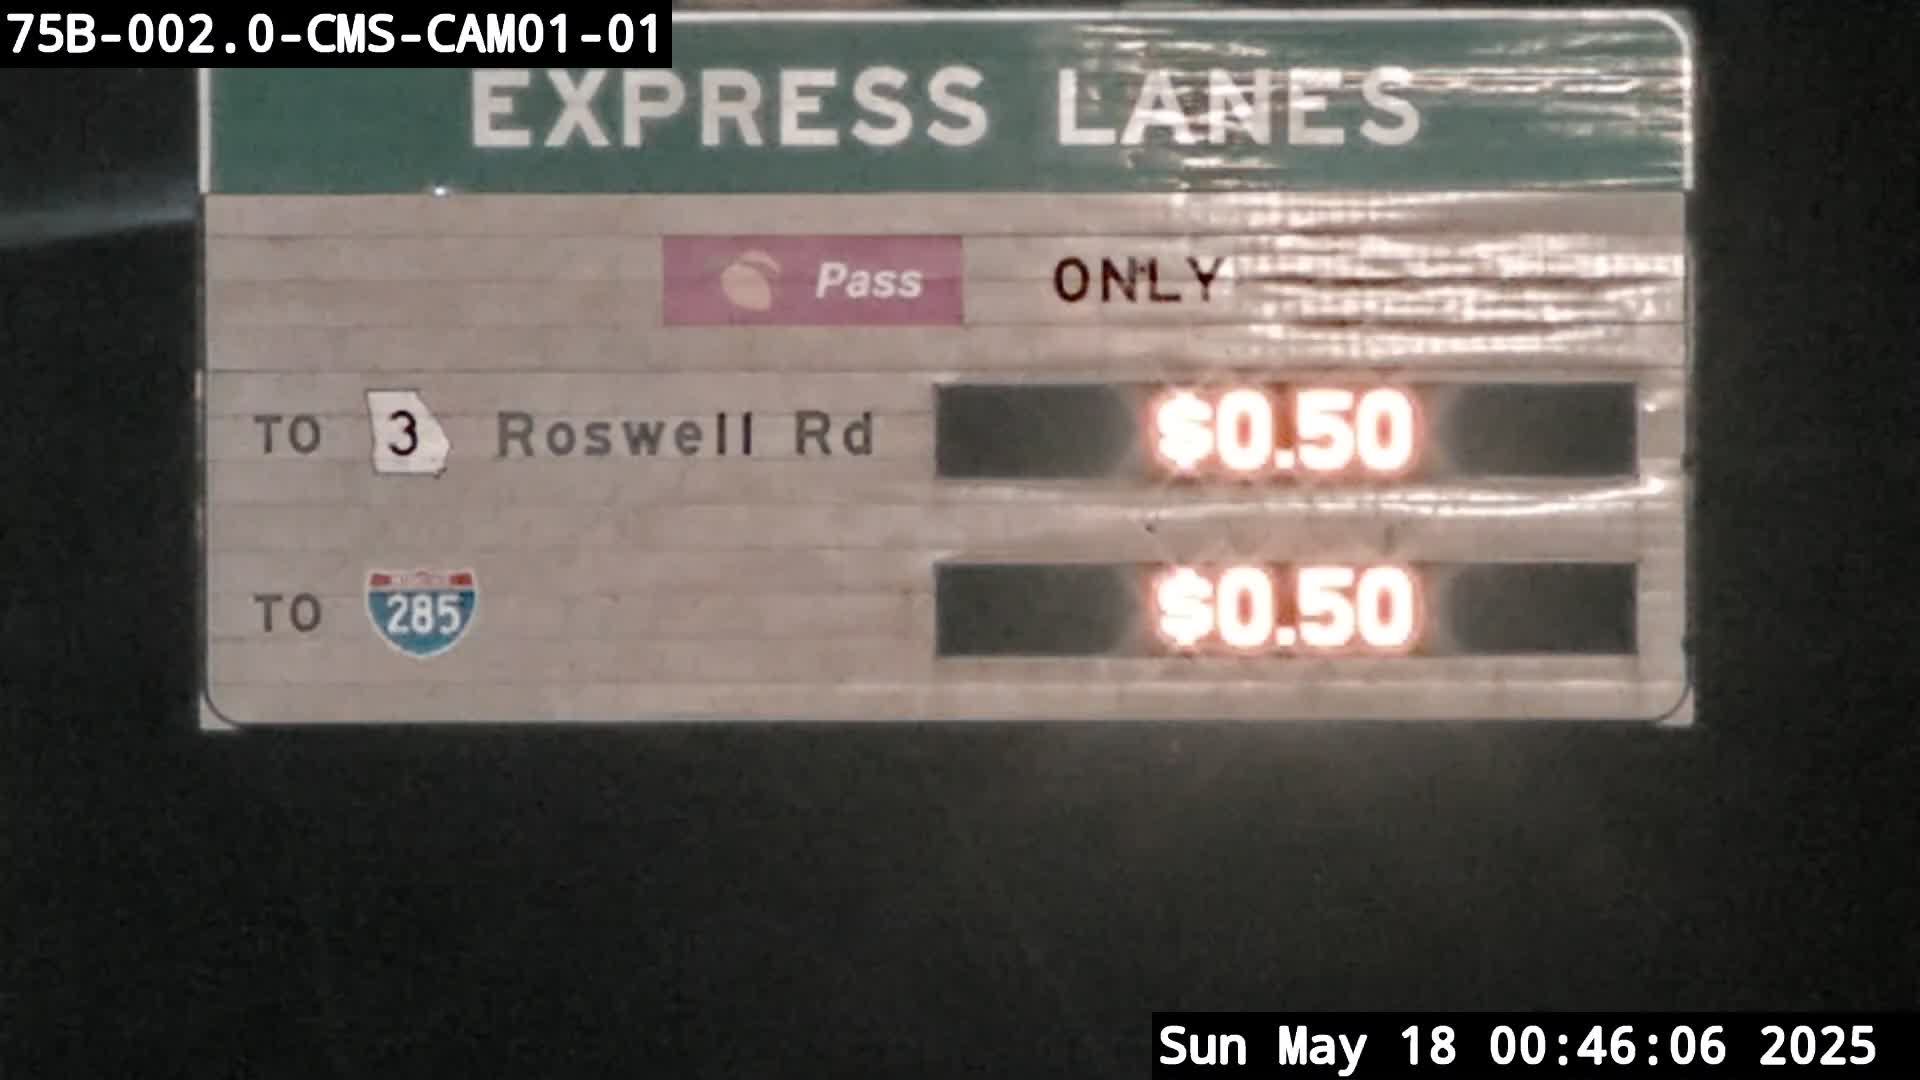 75B-002.0-CMS-CAM01-01
EXPRESS LANES
Pass ONLY
TO 3 Roswell Rd $0.50
TO 285 $0.50
Sun May 18 00:46:06 2025